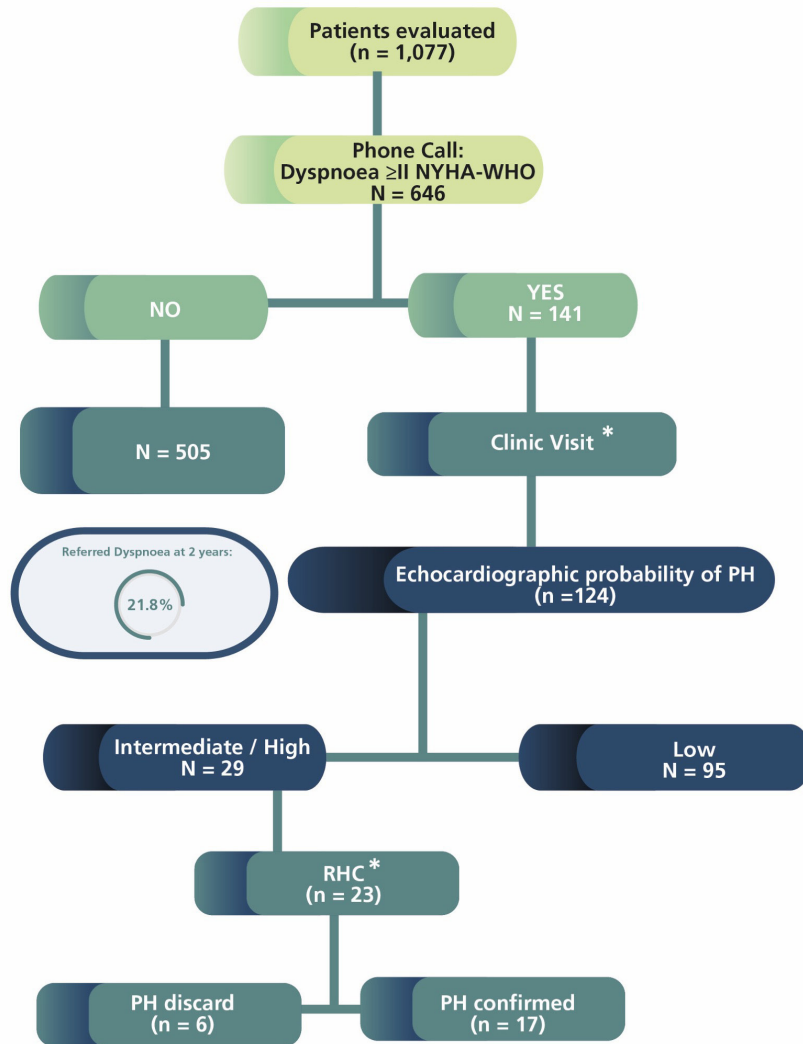 Patients evaluated
(n = 1,077)
Phone Call:
Dyspnoea ≥II NYHA-WHO
N = 646
NO
YES
N = 141
N = 505
Clinic Visit *
Referred Dyspnoea at 2 years:
21.8%
Echocardiographic probability of PH
(n =124)
Intermediate / High
N = 29
Low
N = 95
RHC *
(n = 23)
PH discard
(n = 6)
PH confirmed
(n = 17)